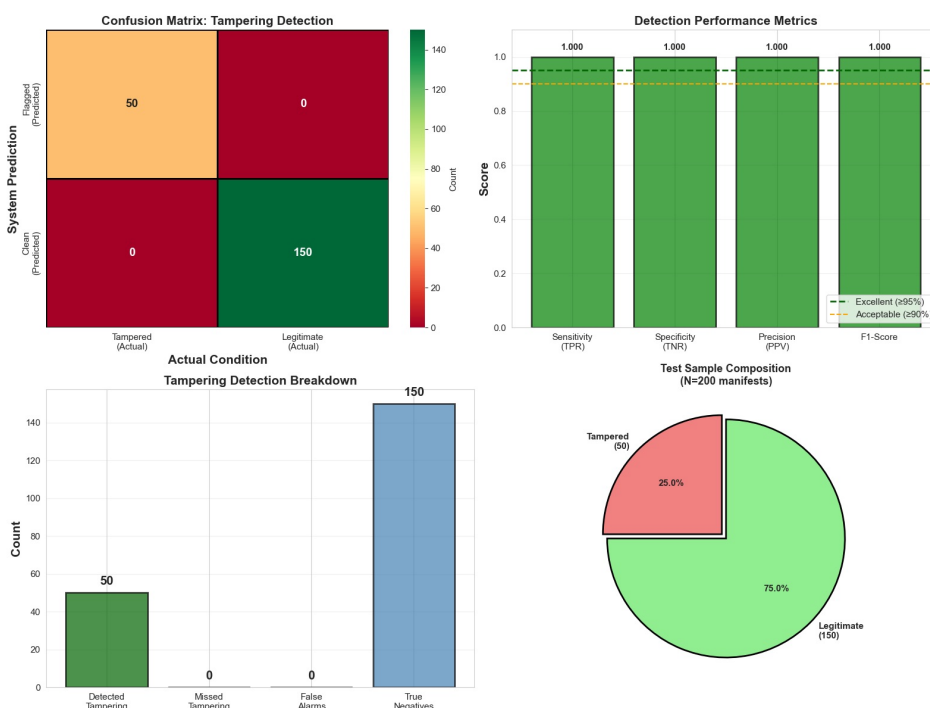 Confusion Matrix: Tampering Detection
System Prediction
Flagged
(Predicted)
Clean
(Predicted)
50
0
0
150
Tampered
(Actual)
Legitimate
(Actual)
Actual Condition
140
120
100
80
60
40
20
0
Count
Detection Performance Metrics
Score
1.0
0.8
0.6
0.4
0.2
0.0
1.000
1.000
1.000
1.000
Excellent (≥95%)
Acceptable (≥90%
Sensitivity
(TPR)
Specificity
(TNR)
Precision
(PPV)
F1-Score
Tampering Detection Breakdown
Count
140
120
100
80
60
40
20
0
50
0
0
150
Detected
Tampering
Missed
Tampering
False
Alarms
True
Negatives
Test Sample Composition
(N=200 manifests)
Tampered
(50)
25.0%
75.0%
Legitimate
(150)